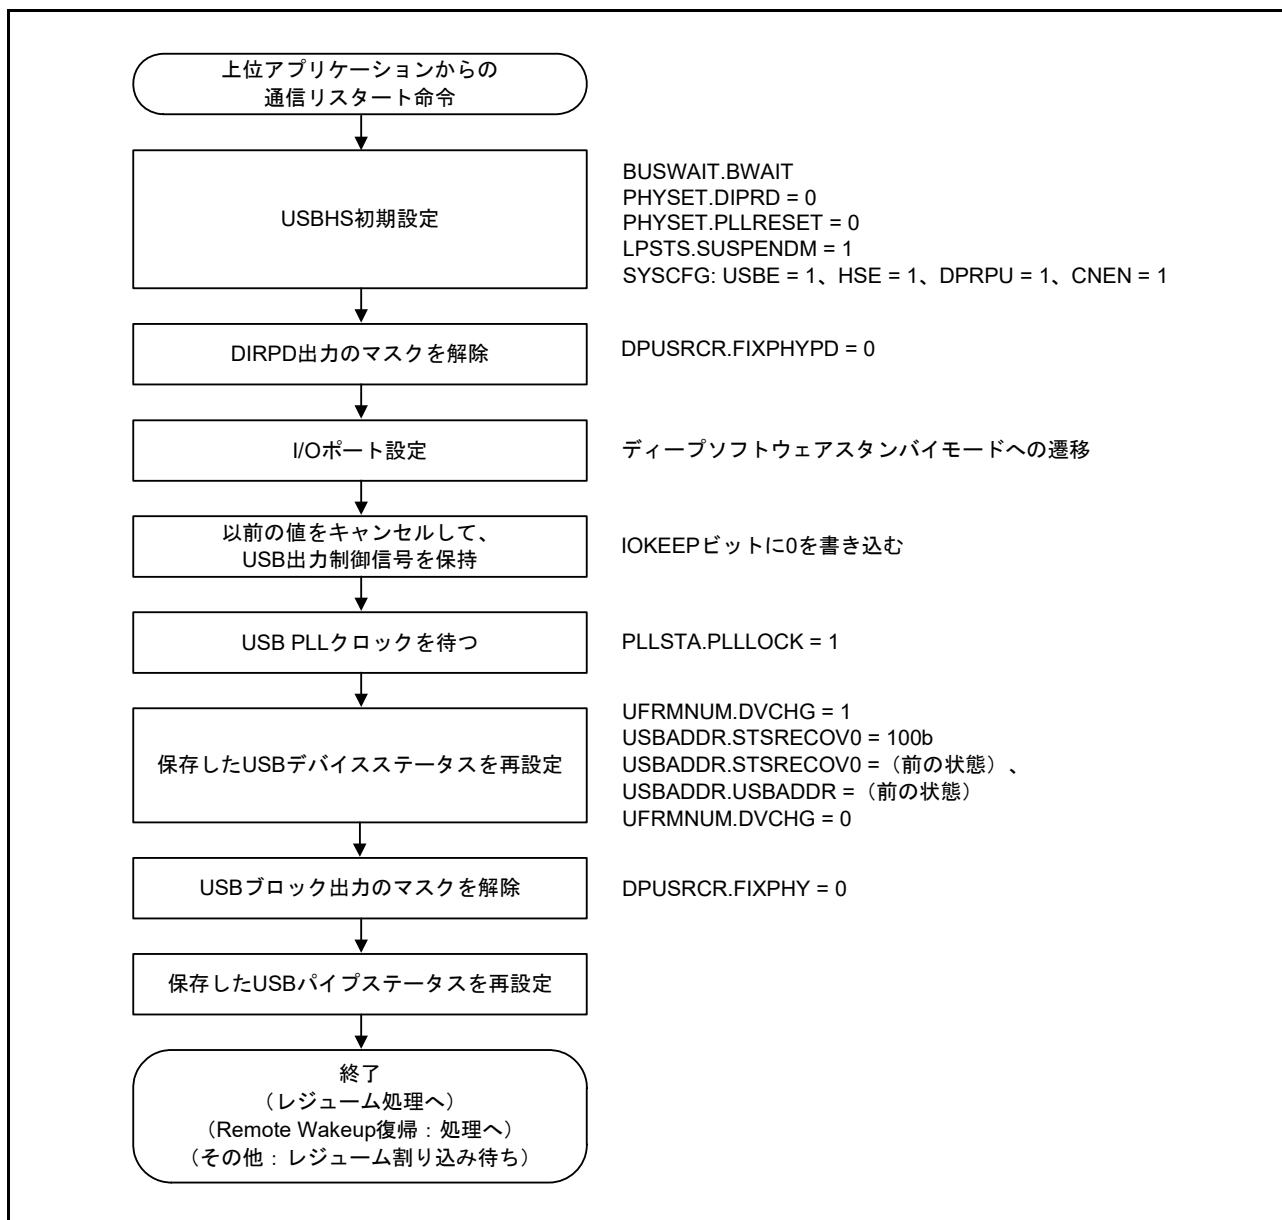 上位アプリケーションからの
通信リスタート命令
USBHS初期設定
BUSWAIT.BWAIT
PHYSET.DIPRD = 0
PHYSET.PLLRESET = 0
LPSTS.SUSPENDM = 1
SYSCFG: USBE = 1、HSE = 1、DPRPU = 1、CNEN = 1
DIRPD出力のマスクを解除
DPUSRCR.FIXPHYPD = 0
I/Oポート設定
ディープソフトウェアスタンバイモードへの遷移
以前の値をキャンセルして、
USB出力制御信号を保持
IOKEEPビットに0を書き込む
USB PLLクロックを待つ
PLLSTA.PLLLOCK = 1
保存したUSBデバイスステータスを再設定
UFRMNUM.DVCHG = 1
USBADDR.STSRECOV0 = 100b
USBADDR.STSRECOV0 =（前の状態）、
USBADDR.USBADDR =（前の状態）
UFRMNUM.DVCHG = 0
USBブロック出力のマスクを解除
DPUSRCR.FIXPHY = 0
保存したUSBパイプステータスを再設定
終了
（レジューム処理へ）
（Remote Wakeup復帰：処理へ）
（その他：レジューム割り込み待ち）